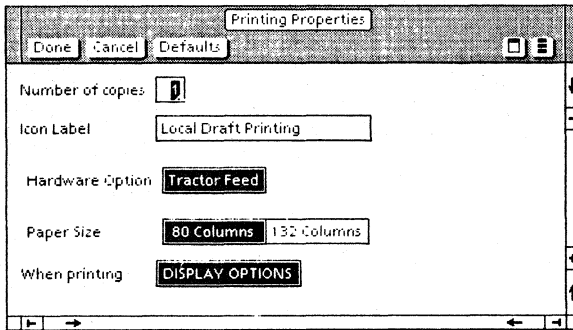 Printing Properties
Done Cancel Defaults
Number of copies 1
Icon Label Local Draft Printing
Hardware Option Tractor Feed
Paper Size 80 Columns 132 Columns
When printing DISPLAY OPTIONS